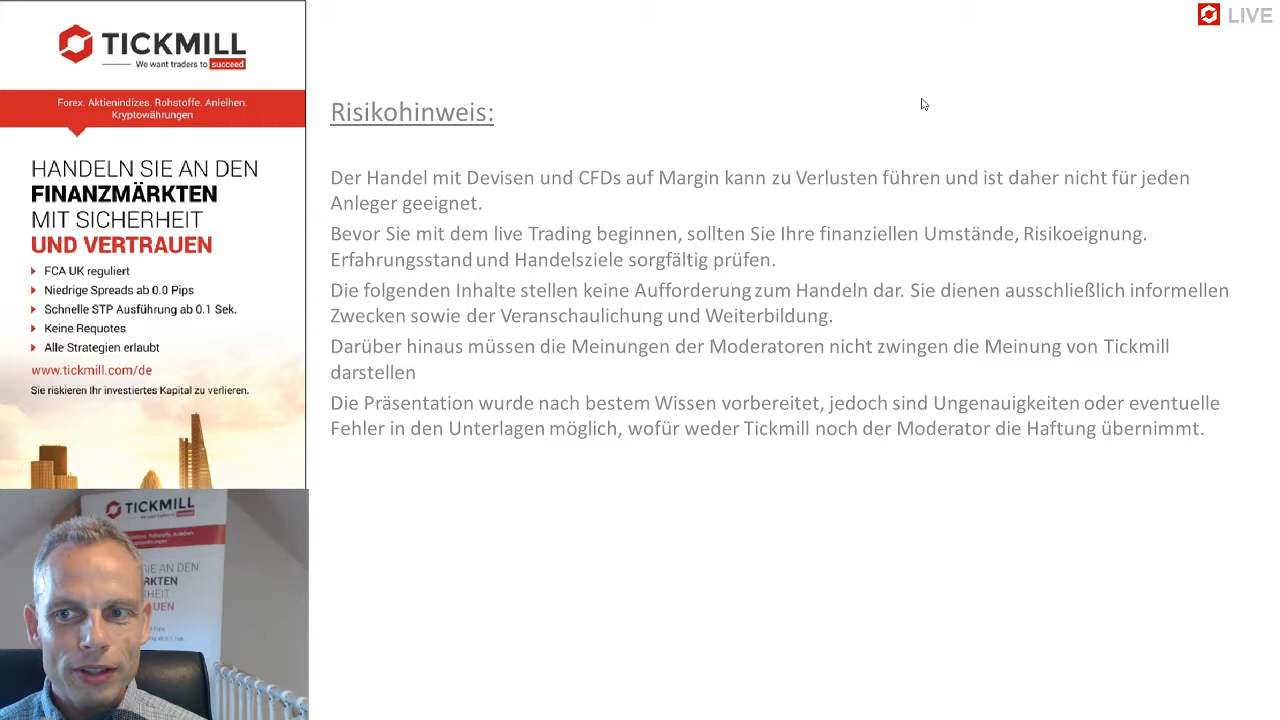 TICKMILL
We want traders to succeed
Forex. Aktienindizes. Rohstoffe. Anleihen.
Kryptowährungen
HANDELN SIE AN DEN
FINANZMÄRKTEN
MIT SICHERHEIT
UND VERTRAUEN
FCA UK reguliert
Niedrige Spreads ab 0.0 Pips
Schnelle STP Ausführung ab 0.1 Sek.
Keine Requotes
Alle Strategien erlaubt
www.tickmill.com/de
Sie riskieren Ihr investiertes Kapital zu verlieren.
LIVE
Risikohinweis:
Der Handel mit Devisen und CFDs auf Margin kann zu Verlusten führen und ist daher nicht für jeden
Anleger geeignet.
Bevor Sie mit dem live Trading beginnen, sollten Sie Ihre finanziellen Umstände, Risikoeignung.
Erfahrungsstand und Handelsziele sorgfältig prüfen.
Die folgenden Inhalte stellen keine Aufforderung zum Handeln dar. Sie dienen ausschließlich informellen
Zwecken sowie der Veranschaulichung und Weiterbildung.
Darüber hinaus müssen die Meinungen der Moderatoren nicht zwingen die Meinung von Tickmill
darstellen
Die Präsentation wurde nach bestem Wissen vorbereitet, jedoch sind Ungenauigkeiten oder eventuelle
Fehler in den Unterlagen möglich, wofür weder Tickmill noch der Moderator die Haftung übernimmt.
TICKMILL
SIE AN DEN